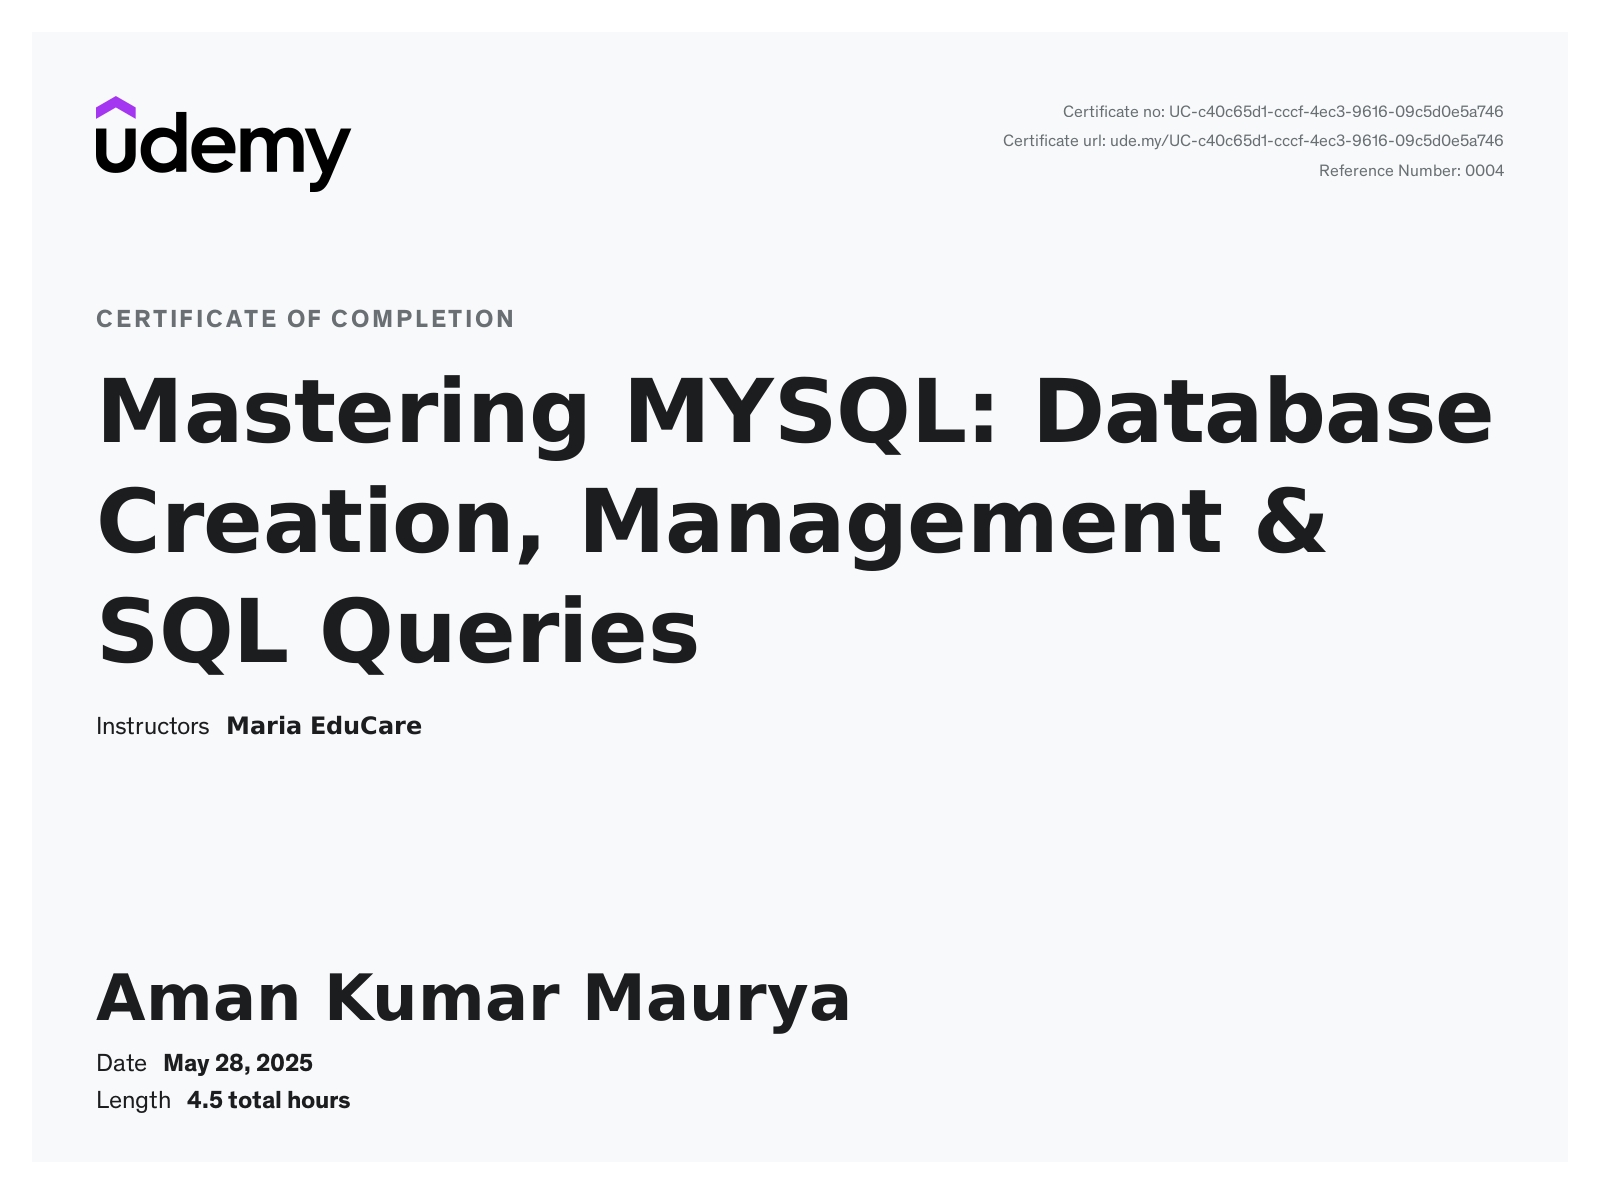 udemy
Certificate no: UC-c40c65d1-cccf-4ec3-9616-09c5d0e5a746
Certificate url: ude.my/UC-c40c65d1-cccf-4ec3-9616-09c5d0e5a746
Reference Number: 0004
CERTIFICATE OF COMPLETION
Mastering MYSQL: Database
Creation, Management &
SQL Queries
Instructors Maria EduCare
Aman Kumar Maurya
Date May 28, 2025
Length 4.5 total hours